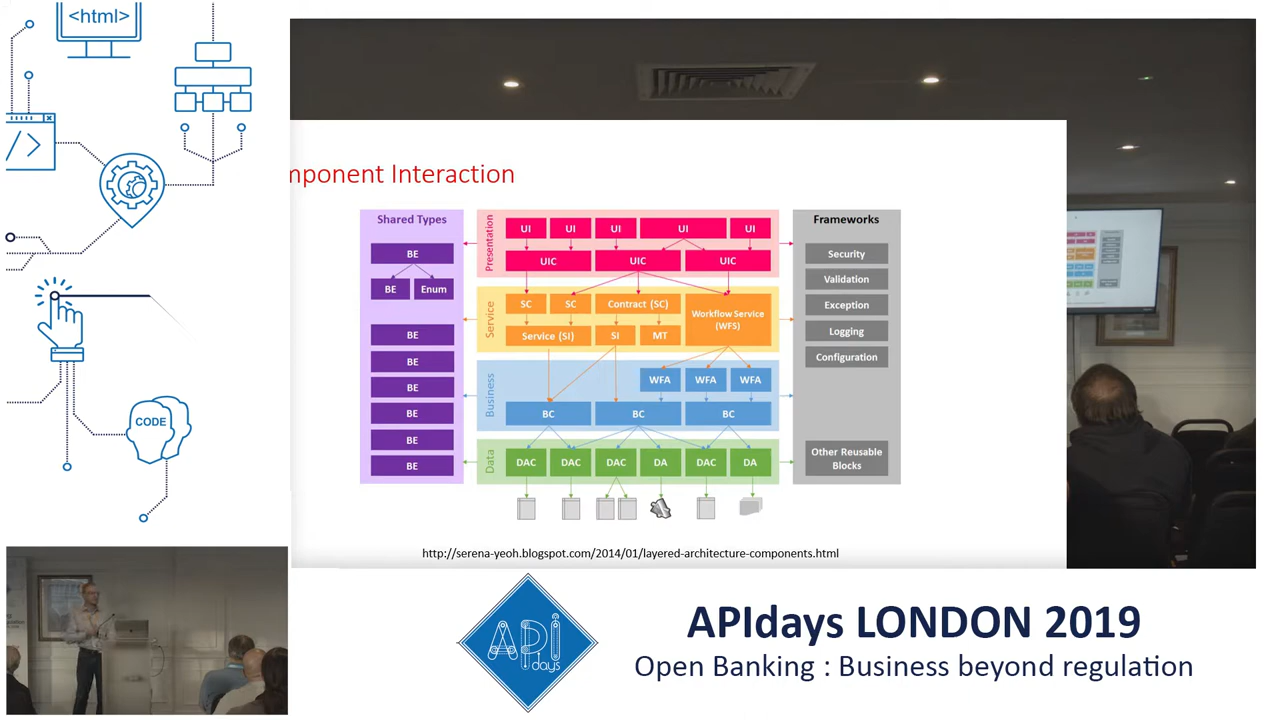 <html>
</>
CODE
mponent Interaction
Shared Types
BE
BE Enum
BE
BE
BE
BE
BE
BE
Presentation
UI UI UI UI UI
UIC UIC UIC
Service
SC SC Contract (SC) Workflow Service
(WFS)
Service (SI) SI MT
Business
WFA WFA WFA
BC BC BC
Data
DAC DAC DAC DA DAC DA
Frameworks
Security
Validation
Exception
Logging
Configuration
Other Reusable
Blocks
http://serena-yeoh.blogspot.com/2014/01/layered-architecture-components.html
API
days
APIdays LONDON 2019
Open Banking : Business beyond regulation